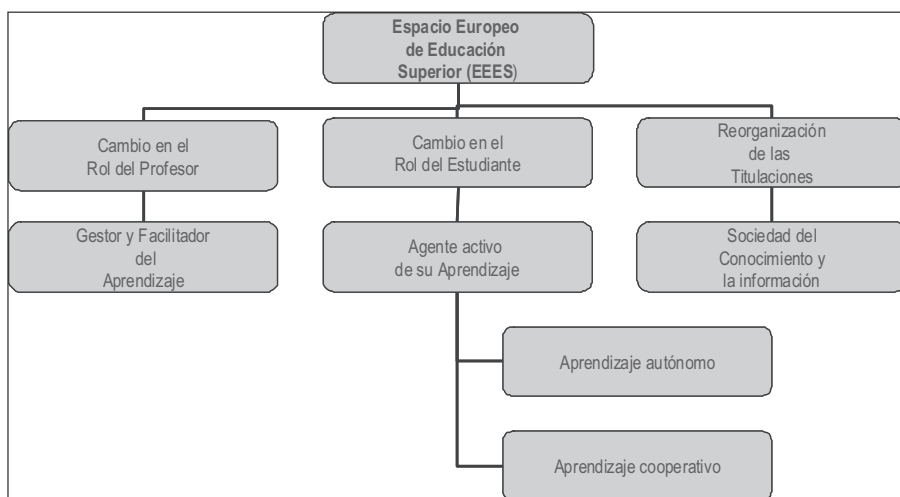 Espacio Europeo
de Educación
Superior (EEES)
Cambio en el
Rol del Profesor
Cambio en el
Rol del Estudiante
Reorganización
de las
Titulaciones
Gestor y Facilitador
del
Aprendizaje
Agente activo
de su Aprendizaje
Sociedad del
Conocimiento y
la información
Aprendizaje autónomo
Aprendizaje cooperativo